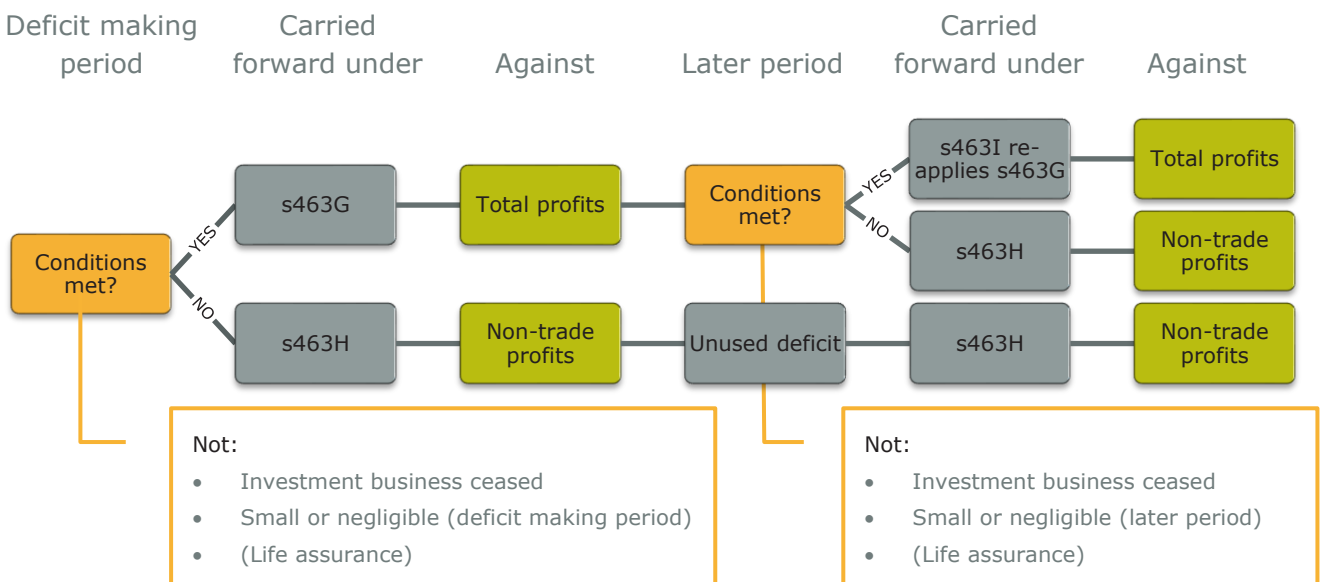 Deficit making
period
Carried
forward under
Against
Later period
Carried
forward under
Against
Conditions
met?
YES
NO
s463G
Total profits
Conditions
met?
YES
NO
s463I re-
applies s463G
Total profits
s463H
Non-trade
profits
s463H
Non-trade
profits
Unused deficit
s463H
Non-trade
profits
Not:
• Investment business ceased
• Small or negligible (deficit making period)
• (Life assurance)
Not:
• Investment business ceased
• Small or negligible (later period)
• (Life assurance)